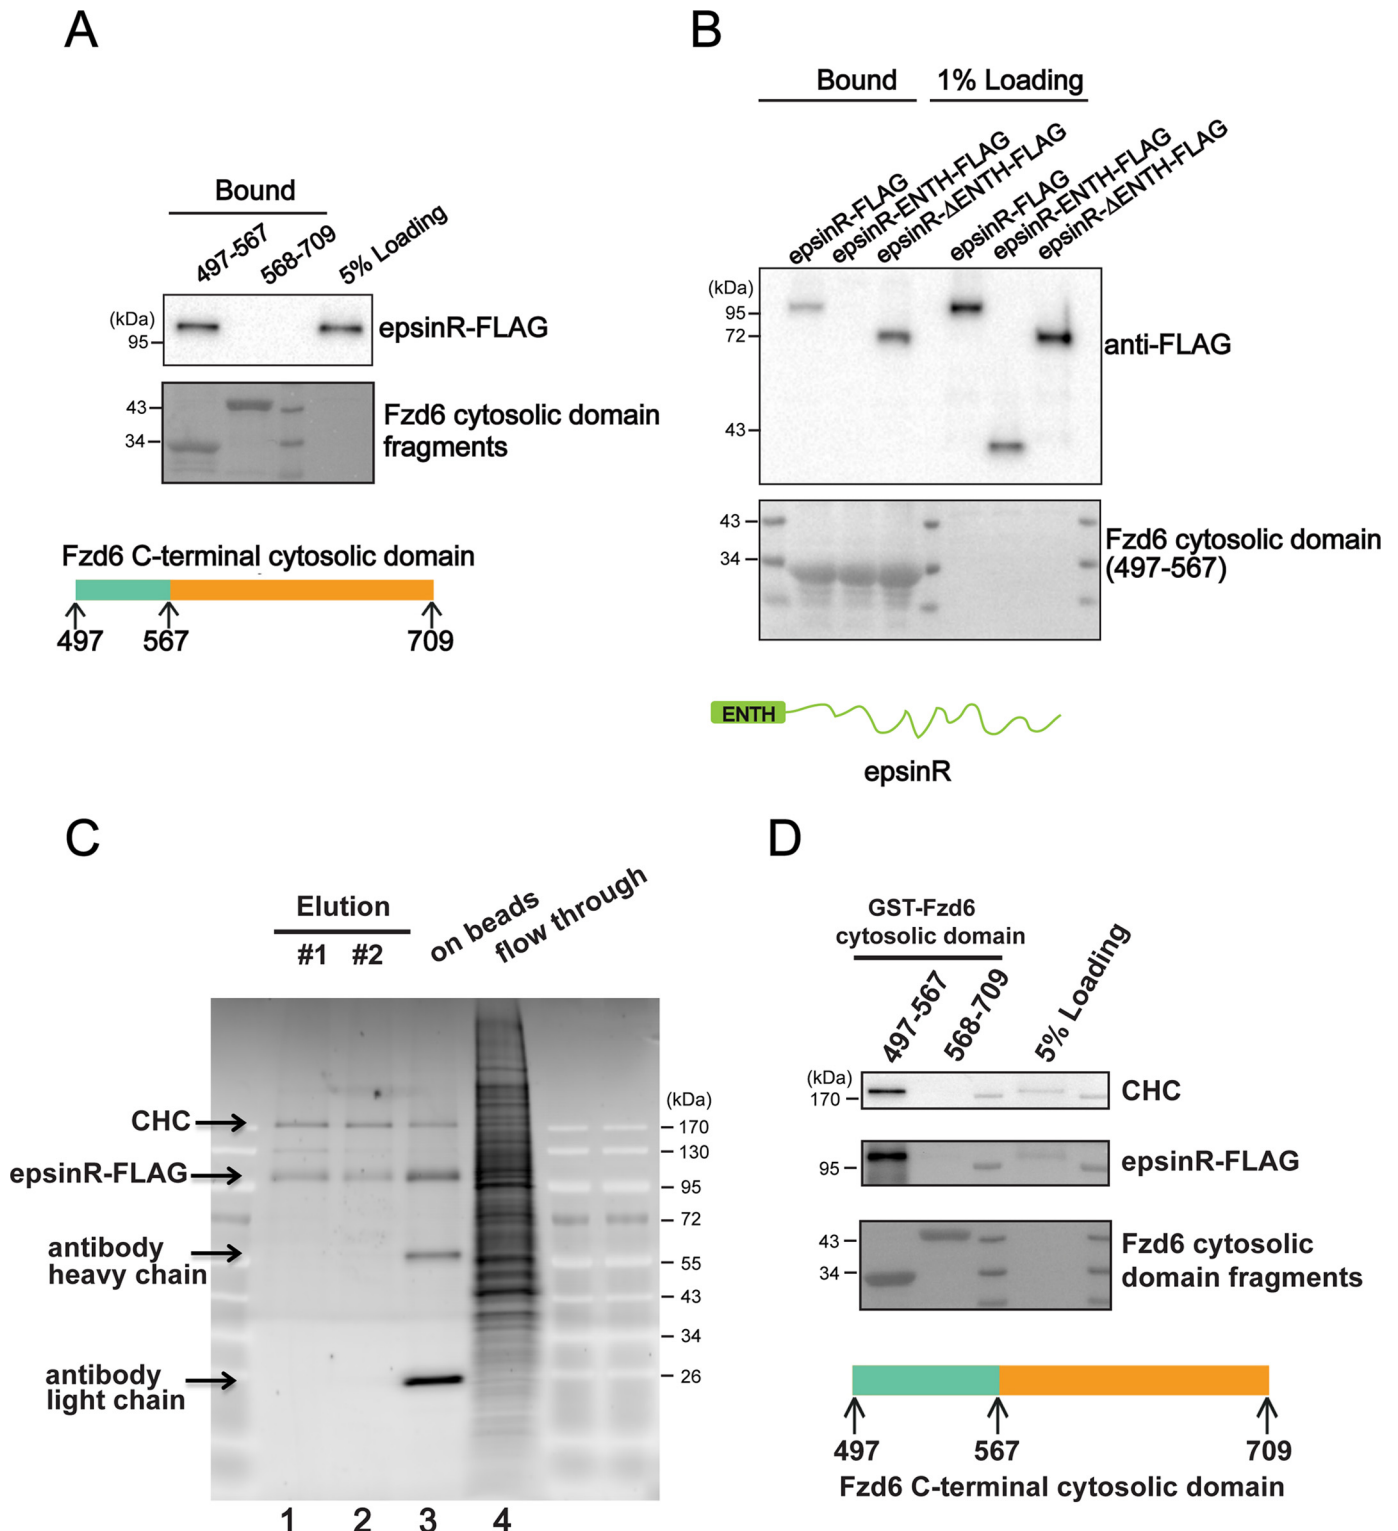 A
Bound
497-567
568-709
5% Loading
(kDa)
95
epsinR-FLAG
43
34
Fzd6 cytosolic domain
fragments
Fzd6 C-terminal cytosolic domain
497
567
709
B
Bound
1% Loading
epsinR-FLAG
epsinR-ENTH-FLAG
epsinR-ΔENTH-FLAG
epsinR-FLAG
epsinR-ENTH-FLAG
epsinR-ΔENTH-FLAG
(kDa)
95
72
43
anti-FLAG
43
34
Fzd6 cytosolic domain
(497-567)
ENTH
epsinR
C
Elution
#1
#2
on beads
flow through
CHC
epsinR-FLAG
antibody
heavy chain
antibody
light chain
(kDa)
170
130
95
72
55
43
34
26
1
2
3
4
D
GST-Fzd6
cytosolic domain
497-567
568-709
5% Loading
(kDa)
170
CHC
95
epsinR-FLAG
43
34
Fzd6 cytosolic
domain fragments
497
567
709
Fzd6 C-terminal cytosolic domain